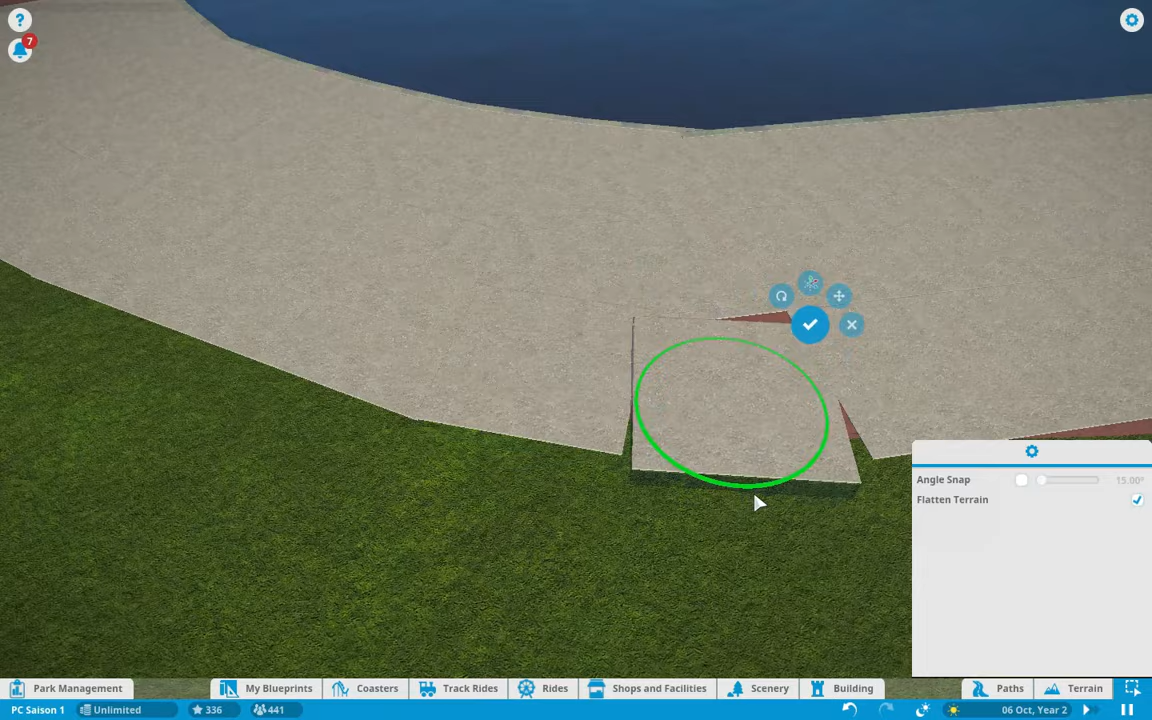 ?
7
Angle Snap 15.00°
Flatten Terrain
Park Management My Blueprints Coasters Track Rides Rides Shops and Facilities Scenery Building Paths Terrain
PC Saison 1 Unlimited 336 441 06 Oct, Year 2